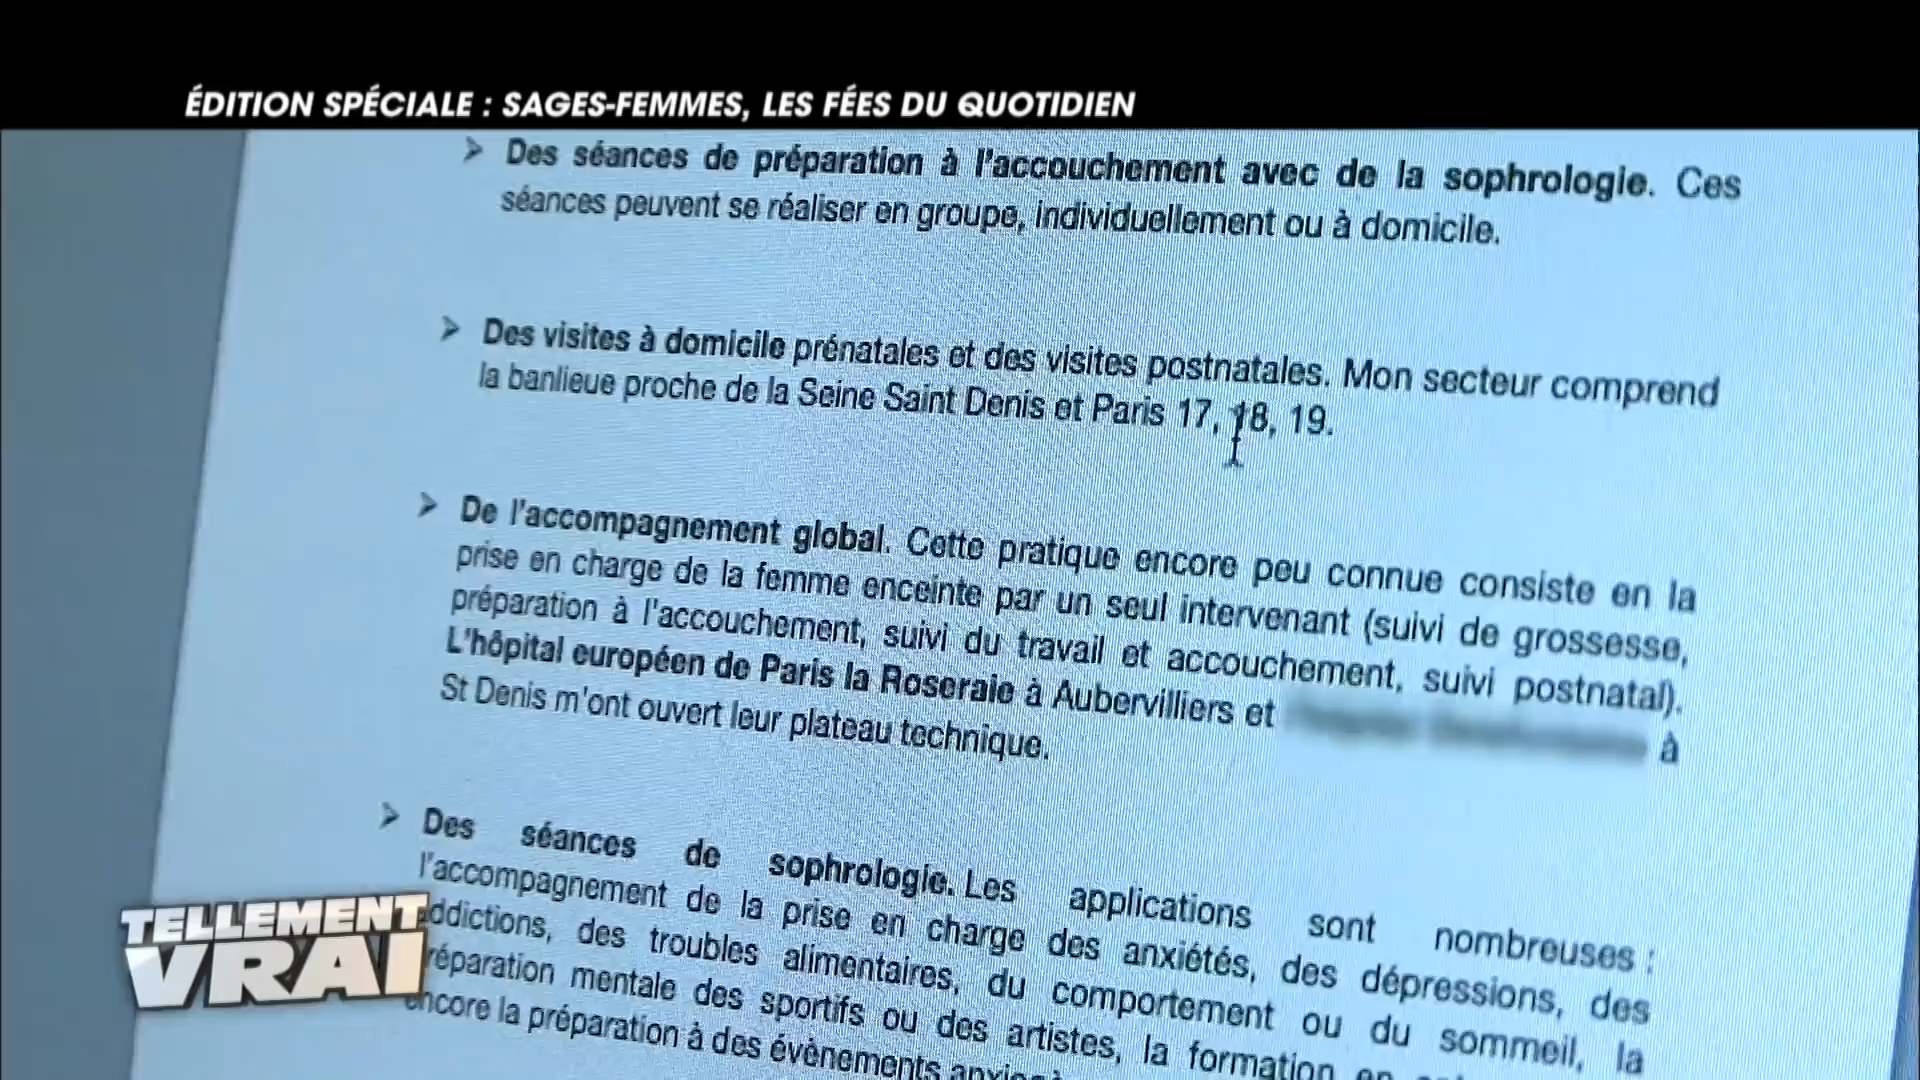 ÉDITION SPÉCIALE : SAGES-FEMMES, LES FÉES DU QUOTIDIEN
➤ Des séances de préparation à l'accouchement avec de la sophrologie. Ces
séances peuvent se réaliser en groupe, individuellement ou à domicile.
➤ Des visites à domicile prénatales et des visites postnatales. Mon secteur comprend
la banlieue proche de la Seine Saint Denis et Paris 17, 18, 19.
➤ De l'accompagnement global. Cette pratique encore peu connue consiste en la
prise en charge de la femme enceinte par un seul intervenant (suivi de grossesse,
préparation à l'accouchement, suivi du travail et accouchement, suivi postnatal).
L'hôpital européen de Paris la Roseraie à Aubervilliers et à
St Denis m'ont ouvert leur plateau technique.
➤ Des séances de sophrologie. Les applications sont nombreuses :
l'accompagnement de la prise en charge des anxiétés, des dépressions, des
addictions, des troubles alimentaires, du comportement ou du sommeil, la
préparation mentale des sportifs ou des artistes, la formation en
encore la préparation à des évènements
TELLEMENT
VRAI